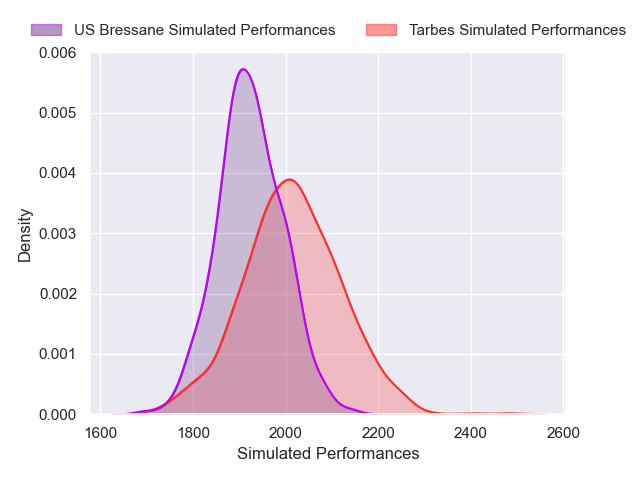 US Bressane Simulated Performances
Tarbes Simulated Performances
0.006
0.005
0.004
0.003
0.002
0.001
0.000
Density
1600 1800 2000 2200 2400 2600
Simulated Performances